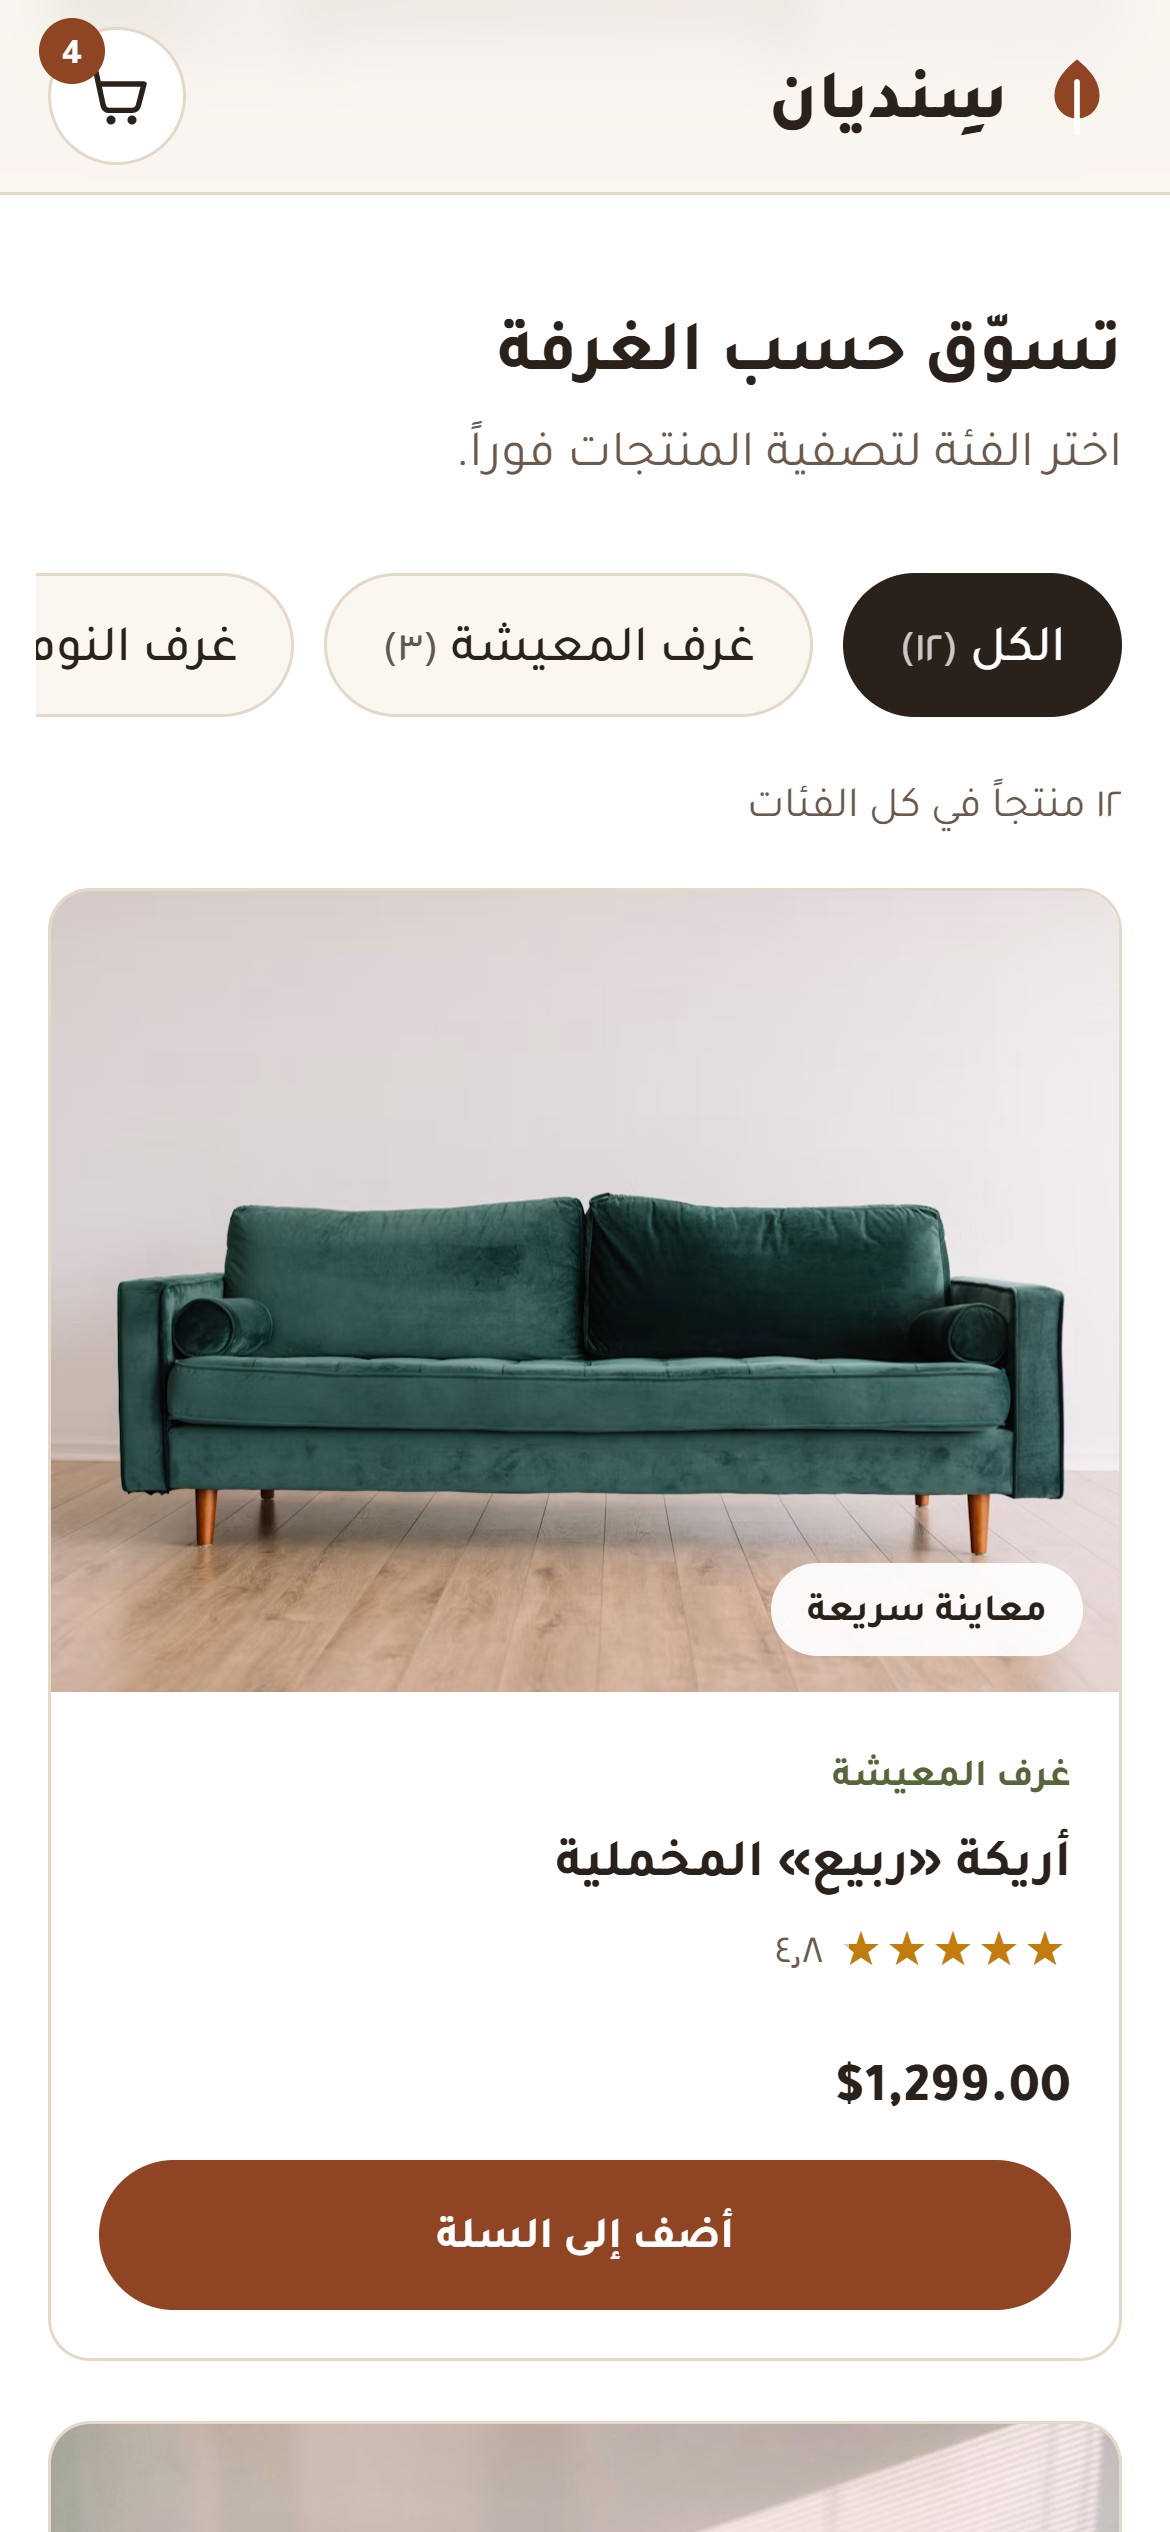 سِنديان
4
تسوّق حسب الغرفة
اختر الفئة لتصفية المنتجات فوراً.
الكل (١٢)
غرف المعيشة (٣)
غرف النوم
١٢ منتجاً في كل الفئات
معاينة سريعة
غرف المعيشة
أريكة «ربيع» المخملية
★★★★★ ٤٫٨
$1,299.00
أضف إلى السلة